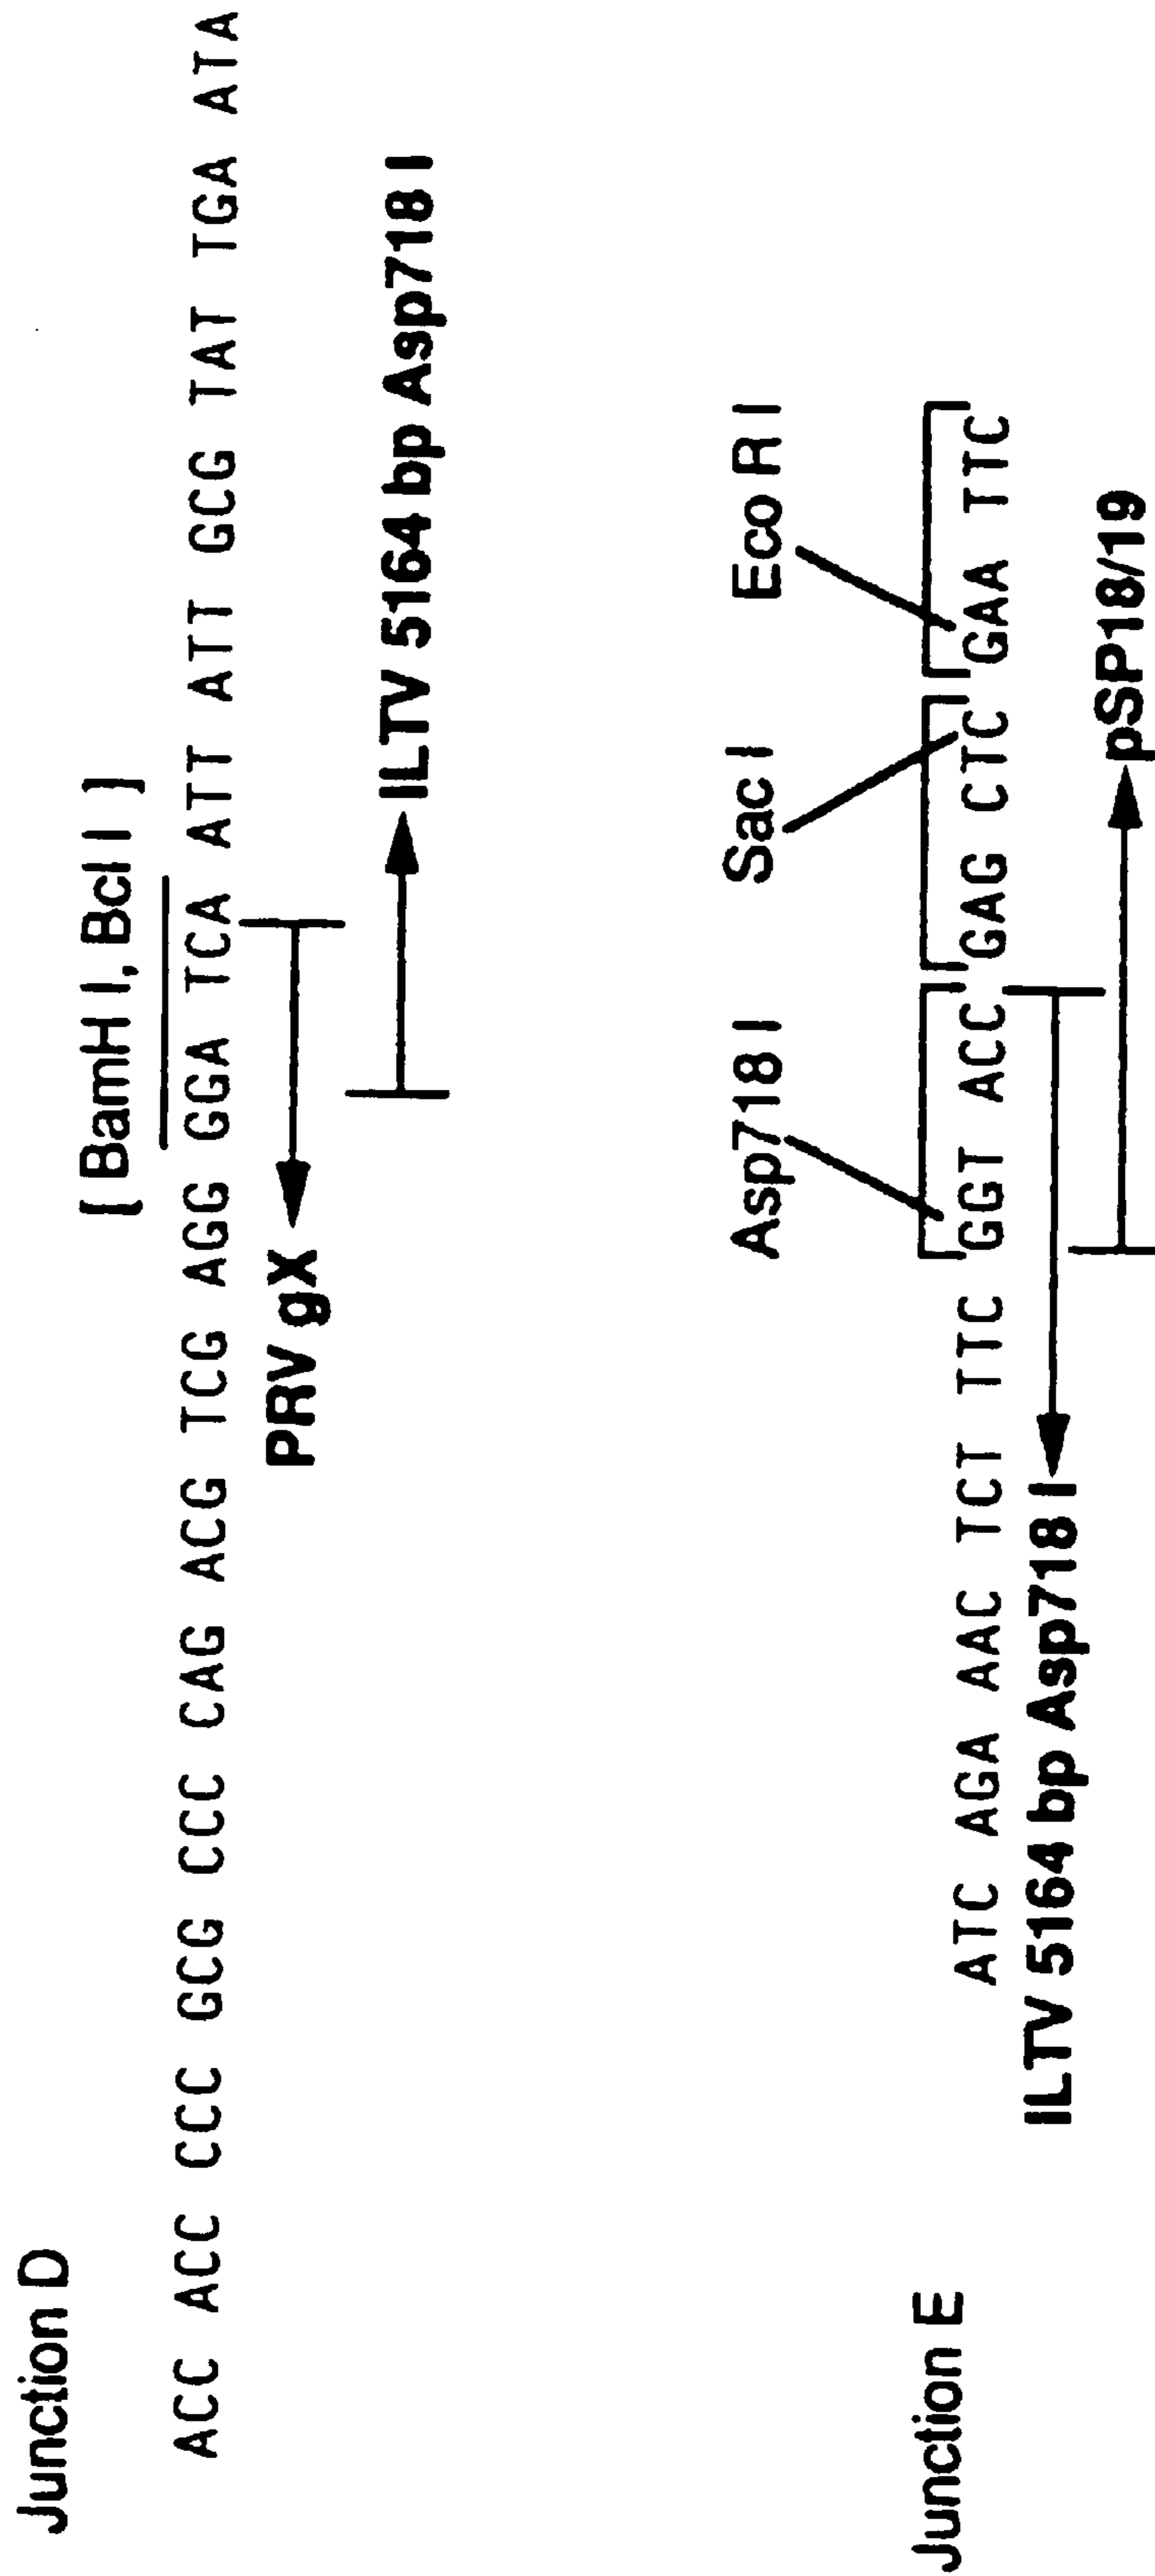 Junction D
[ BamH I, Bcl I ]
ACC ACC CCC GCG CCC CAG ACG TCG AGG GGA TCA ATT ATT GCG TAT TGA ATA
PRV gX
ILTV 5164 bp Asp718 I
Junction E
Asp718 I Sac I Eco R I
ATC AGA AAC TCT TTC GGT ACC GAG CTC GAA TTC
ILTV 5164 bp Asp718 I
pSP18/19